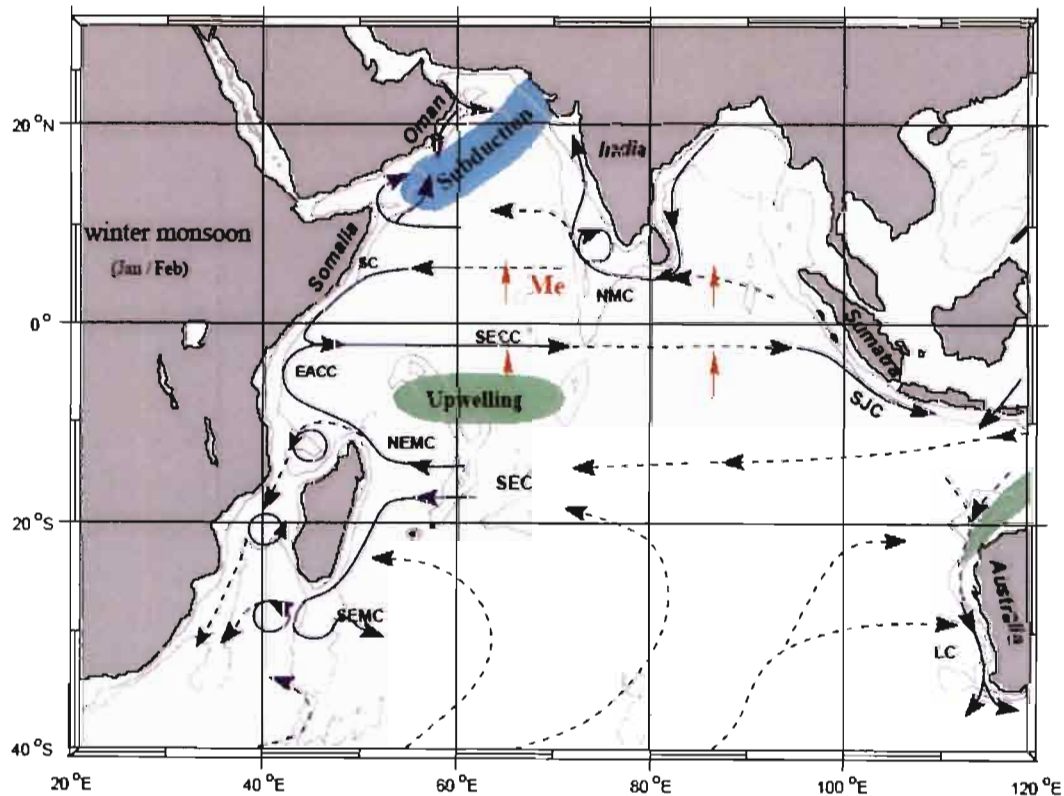 20 °N
0°
20 °S
40 °S
20 °E
40 °E
60 °E
80 °E
100 °E
120 °E
winter monsoon
(Jan / Feb)
Oman
Subduction
India
Somalia
SC
Me
NMC
SECC
Sumatra
EACC
Upwelling
SJC
NEMC
SEC
SEMC
Australia
LC